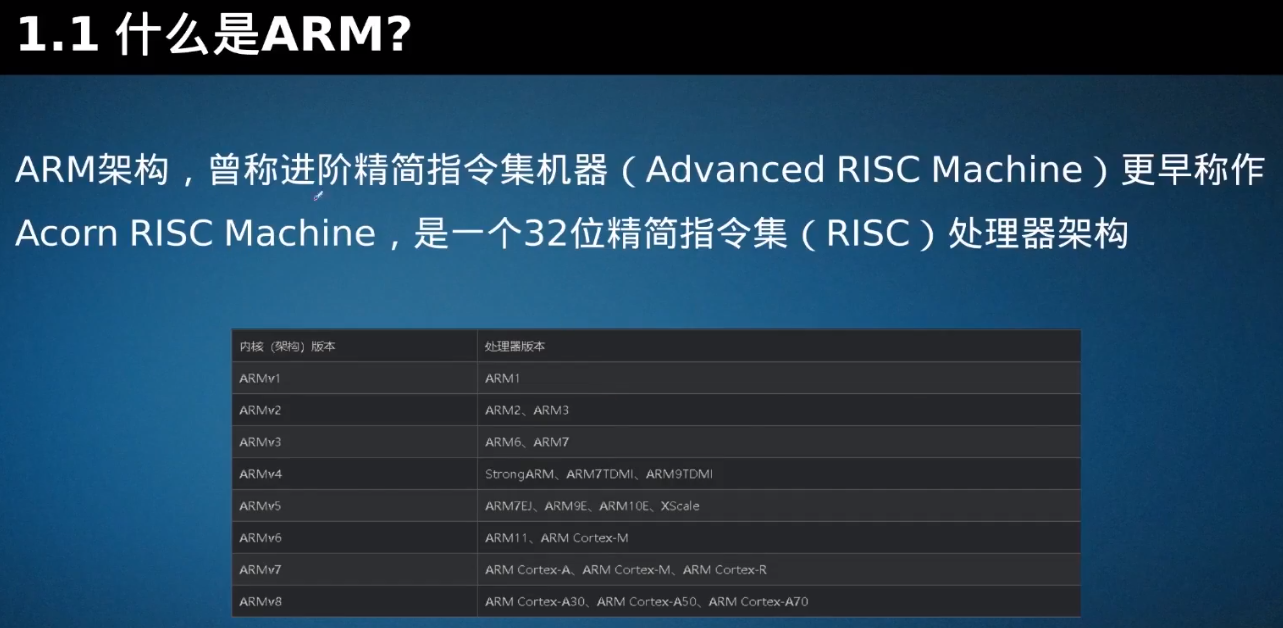 1.1 什么是ARM?
ARM架构，曾称进阶精简指令集机器（Advanced RISC Machine）更早称作
Acorn RISC Machine，是一个32位精简指令集（RISC）处理器架构
内核（架构）版本 处理器版本
ARMv1 ARM1
ARMv2 ARM2、ARM3
ARMv3 ARM6、ARM7
ARMv4 StrongARM、ARM7TDMI、ARM9TDMI
ARMv5 ARM7EJ、ARM9E、ARM10E、XScale
ARMv6 ARM11、ARM Cortex-M
ARMv7 ARM Cortex-A、ARM Cortex-M、ARM Cortex-R
ARMv8 ARM Cortex-A30、ARM Cortex-A50、ARM Cortex-A70